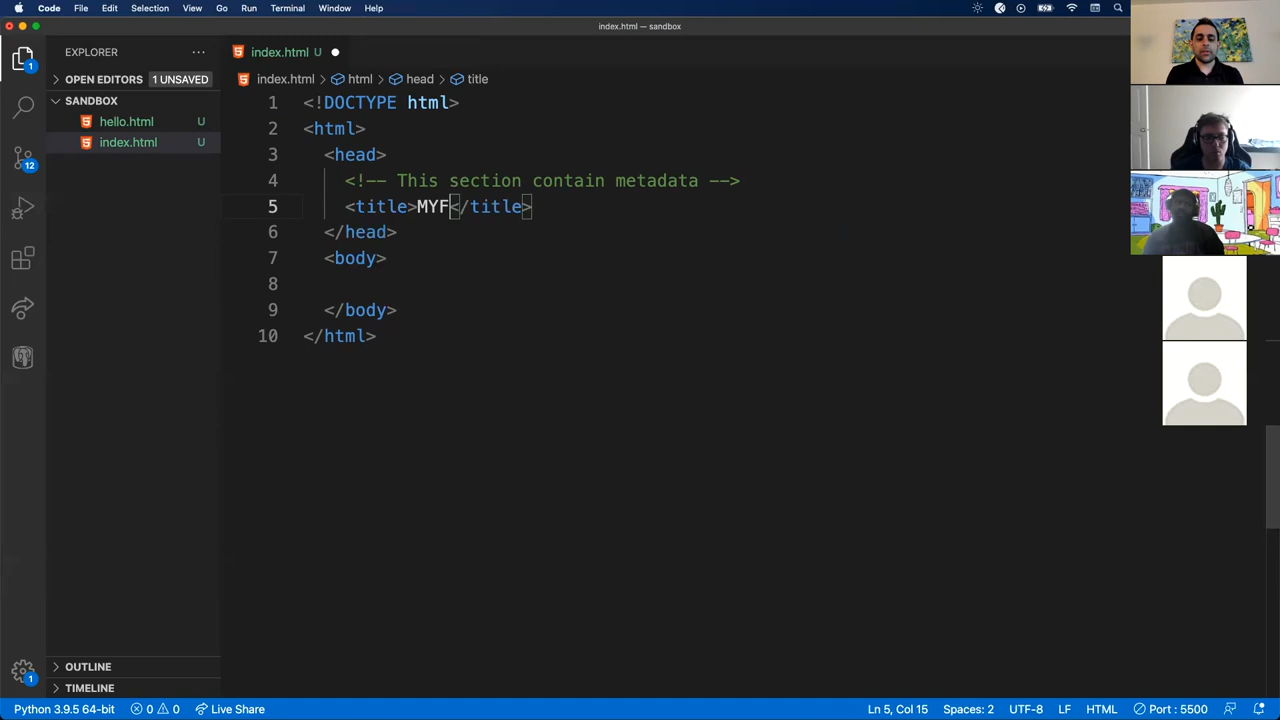 Code File Edit Selection View Go Run Terminal Window Help
index.html — sandbox
EXPLORER
index.html U
OPEN EDITORS 1 UNSAVED
index.html > html > head > title
SANDBOX
hello.html U
index.html U
1 <!DOCTYPE html>
2 <html>
3 <head>
4 <!-- This section contain metadata -->
5 <title>MYF</title>
6 </head>
7 <body>
8
9 </body>
10 </html>
1
12
OUTLINE
TIMELINE
1
Python 3.9.5 64-bit 0 0 Live Share Ln 5, Col 15 Spaces: 2 UTF-8 LF HTML Port : 5500